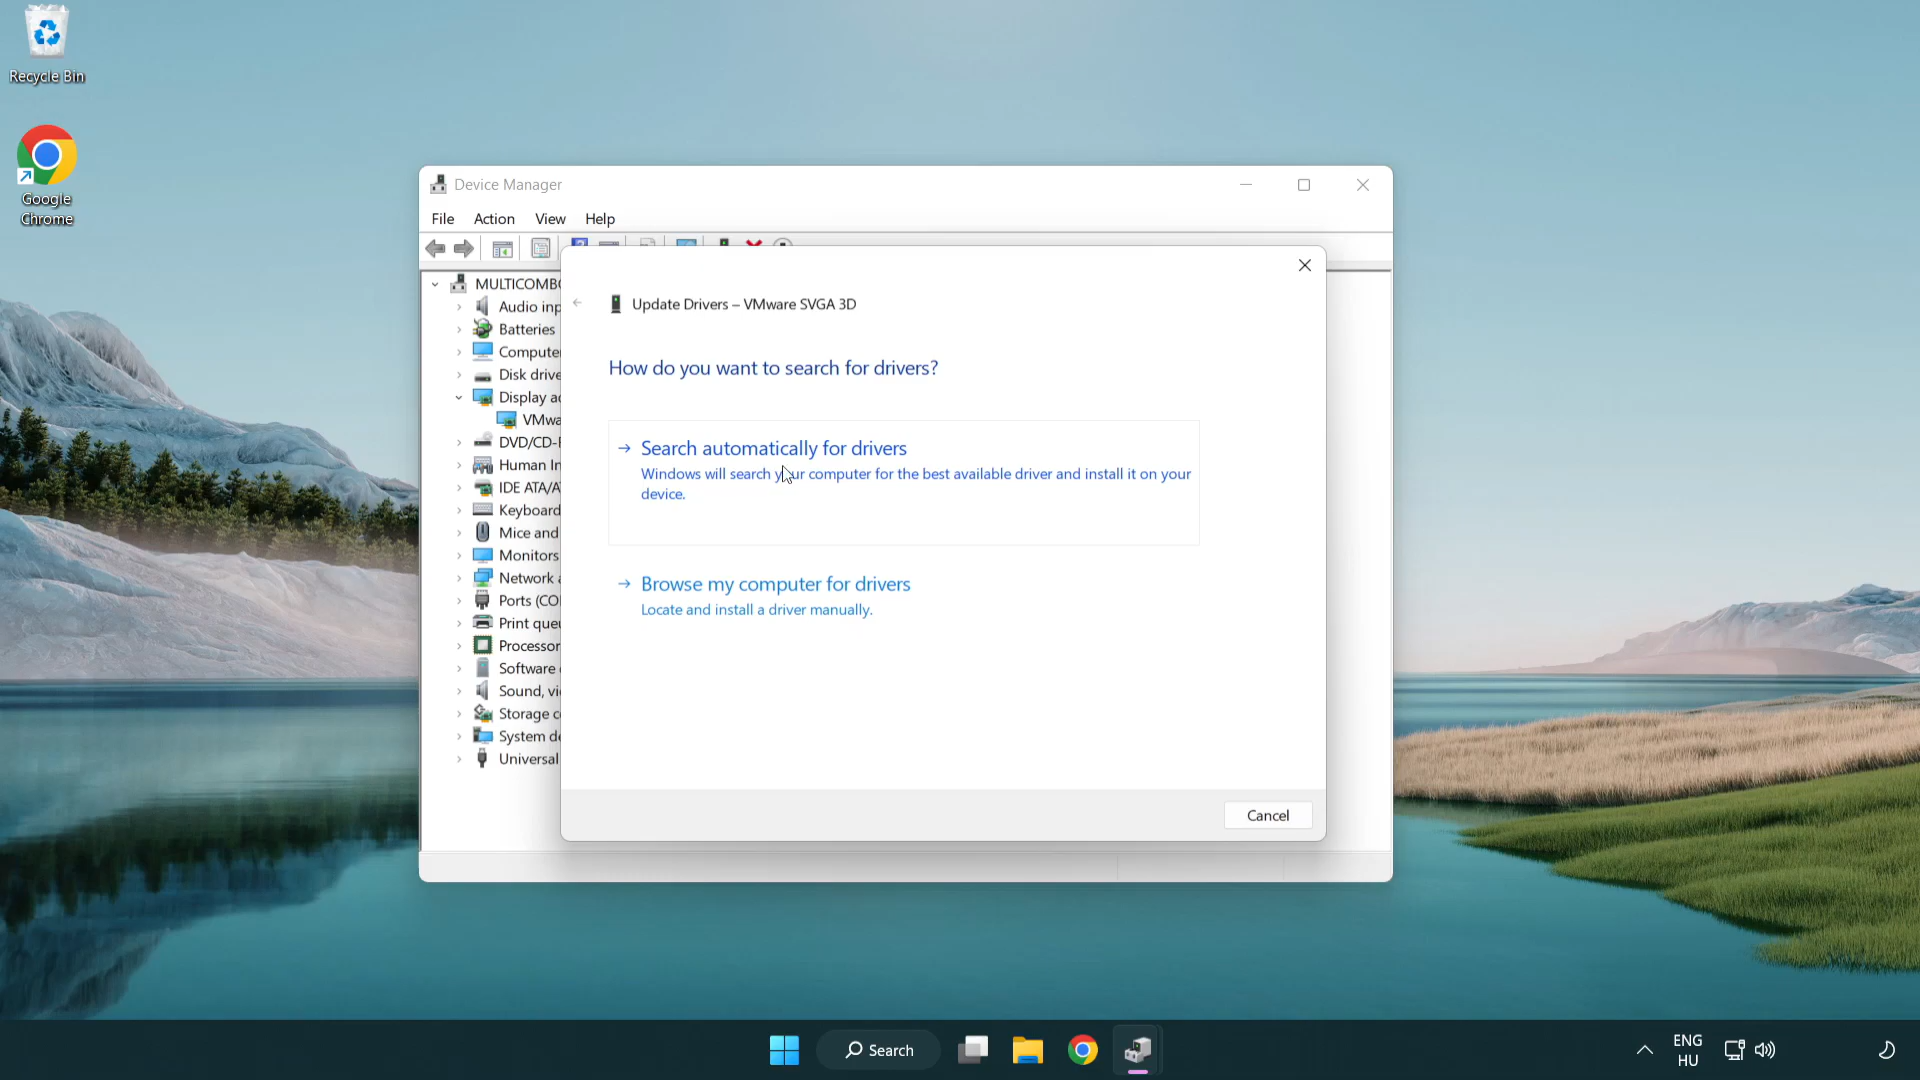 Recycle Bin
Google
Chrome
Device Manager
File Action View Help
MULTICOMBO
Audio inp
Batteries
Compute
Disk drive
Display a
VMwa
DVD/CD-
Human In
IDE ATA/A
Keyboard
Mice and
Monitors
Network a
Ports (CO
Print que
Processor
Software
Sound, vi
Storage c
System de
Universal
Update Drivers – VMware SVGA 3D
How do you want to search for drivers?
Search automatically for drivers
Windows will search your computer for the best available driver and install it on your
device.
Browse my computer for drivers
Locate and install a driver manually.
Cancel
Search
ENG
HU